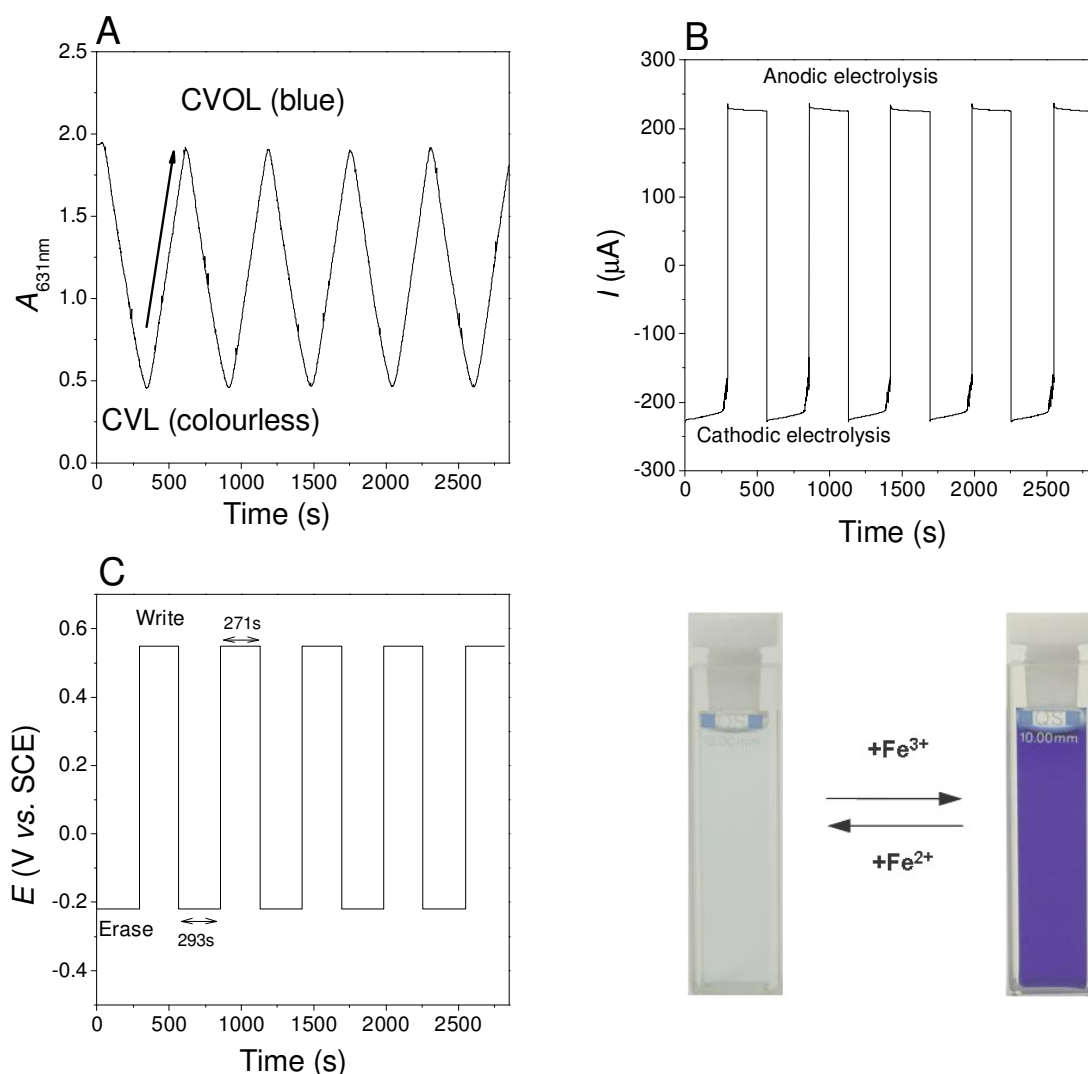 A
2.5
2.0
1.5
1.0
0.5
0.0
A631nm
CVOL (blue)
CVL (colourless)
0 500 1000 1500 2000 2500
Time (s)
B
300
200
100
0
-100
-200
-300
I (µA)
Anodic electrolysis
Cathodic electrolysis
0 500 1000 1500 2000 2500
Time (s)
C
0.6
0.4
0.2
0.0
-0.2
-0.4
E (V vs. SCE)
Write
271s
Erase
293s
0 500 1000 1500 2000 2500
Time (s)
QS
10.00mm
+Fe3+
+Fe2+
QS
10.00mm